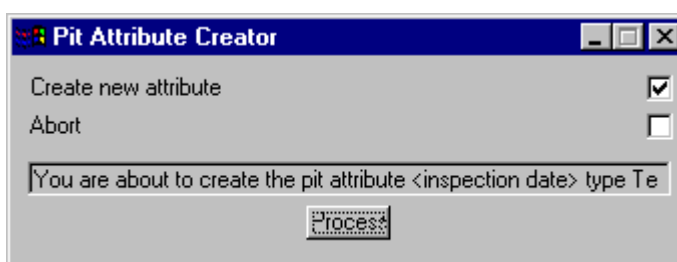 Pit Attribute Creator
Create new attribute
Abort
You are about to create the pit attribute <inspection date> type Te
Process